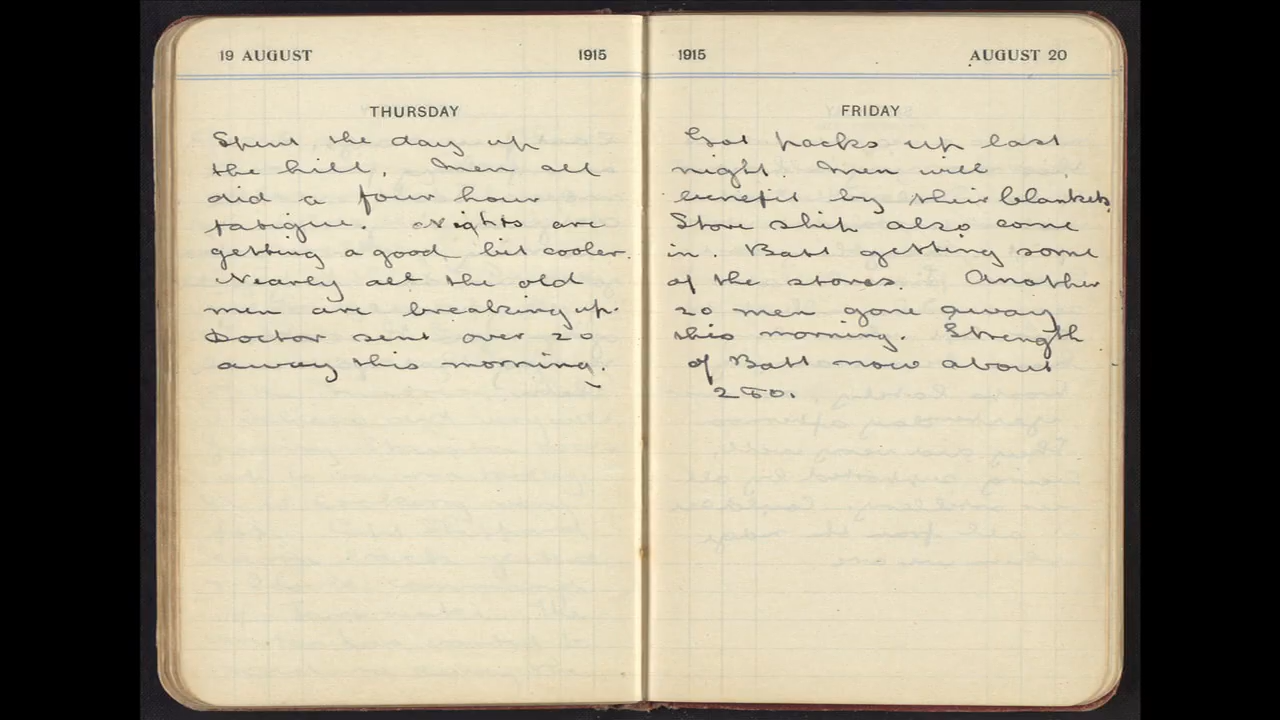 19 AUGUST 1915
THURSDAY
Spent the day up
the hill. Men all
did a four hour
fatigue. Nights are
getting a good bit cooler.
Nearly all the old
men are breaking up.
Doctor sent over 20
away this morning.
1915 AUGUST 20
FRIDAY
Got packs up last
night. Men will
benefit by their blankets.
Store ship also come
in. Batt getting some
of the stores. Another
20 men gone away
this morning. Strength
of Batt now about
250.